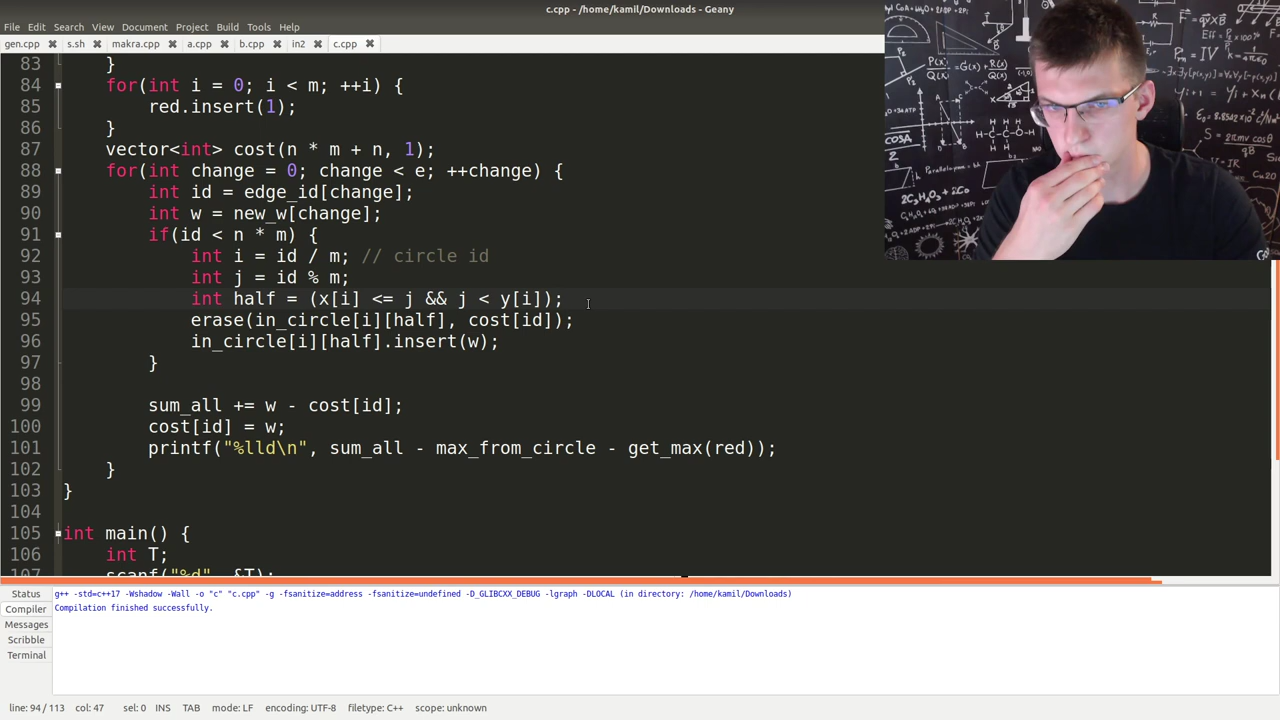 c.cpp - /home/kamil/Downloads - Geany
File Edit Search View Document Project Build Tools Help
gen.cpp s.sh makra.cpp a.cpp b.cpp in2 c.cpp
83 }
84 for(int i = 0; i < m; ++i) {
85 red.insert(1);
86 }
87 vector<int> cost(n * m + n, 1);
88 for(int change = 0; change < e; ++change) {
89 int id = edge_id[change];
90 int w = new_w[change];
91 if(id < n * m) {
92 int i = id / m; // circle id
93 int j = id % m;
94 int half = (x[i] <= j && j < y[i]);
95 erase(in_circle[i][half], cost[id]);
96 in_circle[i][half].insert(w);
97 }
98
99 sum_all += w - cost[id];
100 cost[id] = w;
101 printf("%lld\n", sum_all - max_from_circle - get_max(red));
102 }
103 }
104
105 int main() {
106 int T;
107 scanf("%d", &T);
Status
Compiler
Messages
Scribble
Terminal
g++ -std=c++17 -Wshadow -Wall -o "c" "c.cpp" -g -fsanitize=address -fsanitize=undefined -D_GLIBCXX_DEBUG -lgraph -DLOCAL (in directory: /home/kamil/Downloads)
Compilation finished successfully.
line: 94 / 113 col: 47 sel: 0 INS TAB mode: LF encoding: UTF-8 filetype: C++ scope: unknown